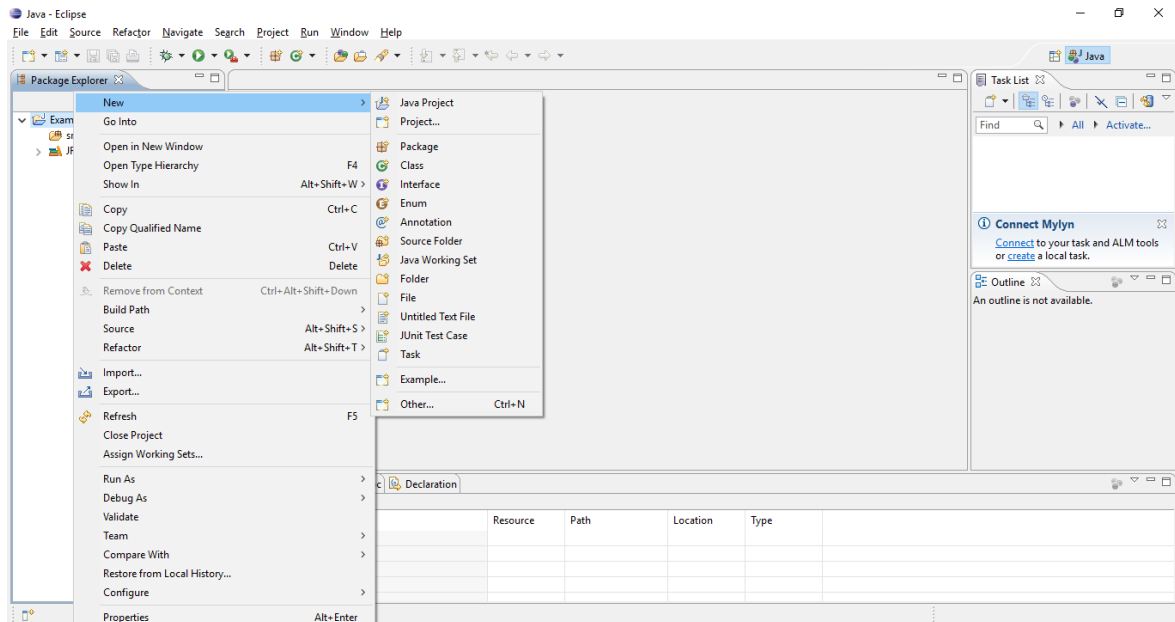 Java - Eclipse
File Edit Source Refactor Navigate Search Project Run Window Help
Java
Package Explorer
Exam
New
Go Into
Open in New Window
Open Type Hierarchy F4
Show In Alt+Shift+W >
Copy Ctrl+C
Copy Qualified Name
Paste Ctrl+V
Delete Delete
Remove from Context Ctrl+Alt+Shift+Down
Build Path
Source Alt+Shift+S >
Refactor Alt+Shift+T >
Import...
Export...
Refresh F5
Close Project
Assign Working Sets...
Run As
Debug As
Validate
Team
Compare With
Restore from Local History...
Configure
Properties Alt+Enter
Java Project
Project...
Package
Class
Interface
Enum
Annotation
Source Folder
Java Working Set
Folder
File
Untitled Text File
JUnit Test Case
Task
Example...
Other... Ctrl+N
Task List
Find All Activate...
Connect Mylyn
Connect to your task and ALM tools
or create a local task.
Outline
An outline is not available.
Declaration
Resource Path Location Type